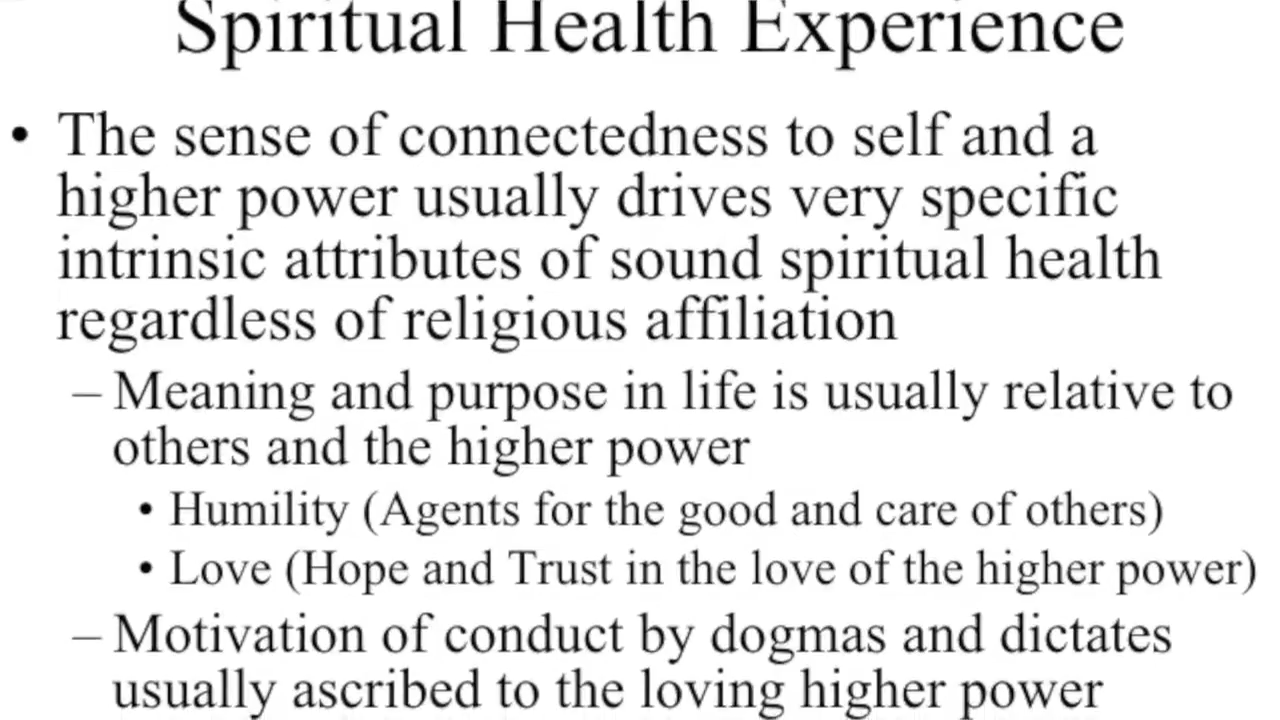 Spiritual Health Experience
• The sense of connectedness to self and a
higher power usually drives very specific
intrinsic attributes of sound spiritual health
regardless of religious affiliation
– Meaning and purpose in life is usually relative to
others and the higher power
• Humility (Agents for the good and care of others)
• Love (Hope and Trust in the love of the higher power)
– Motivation of conduct by dogmas and dictates
usually ascribed to the loving higher power